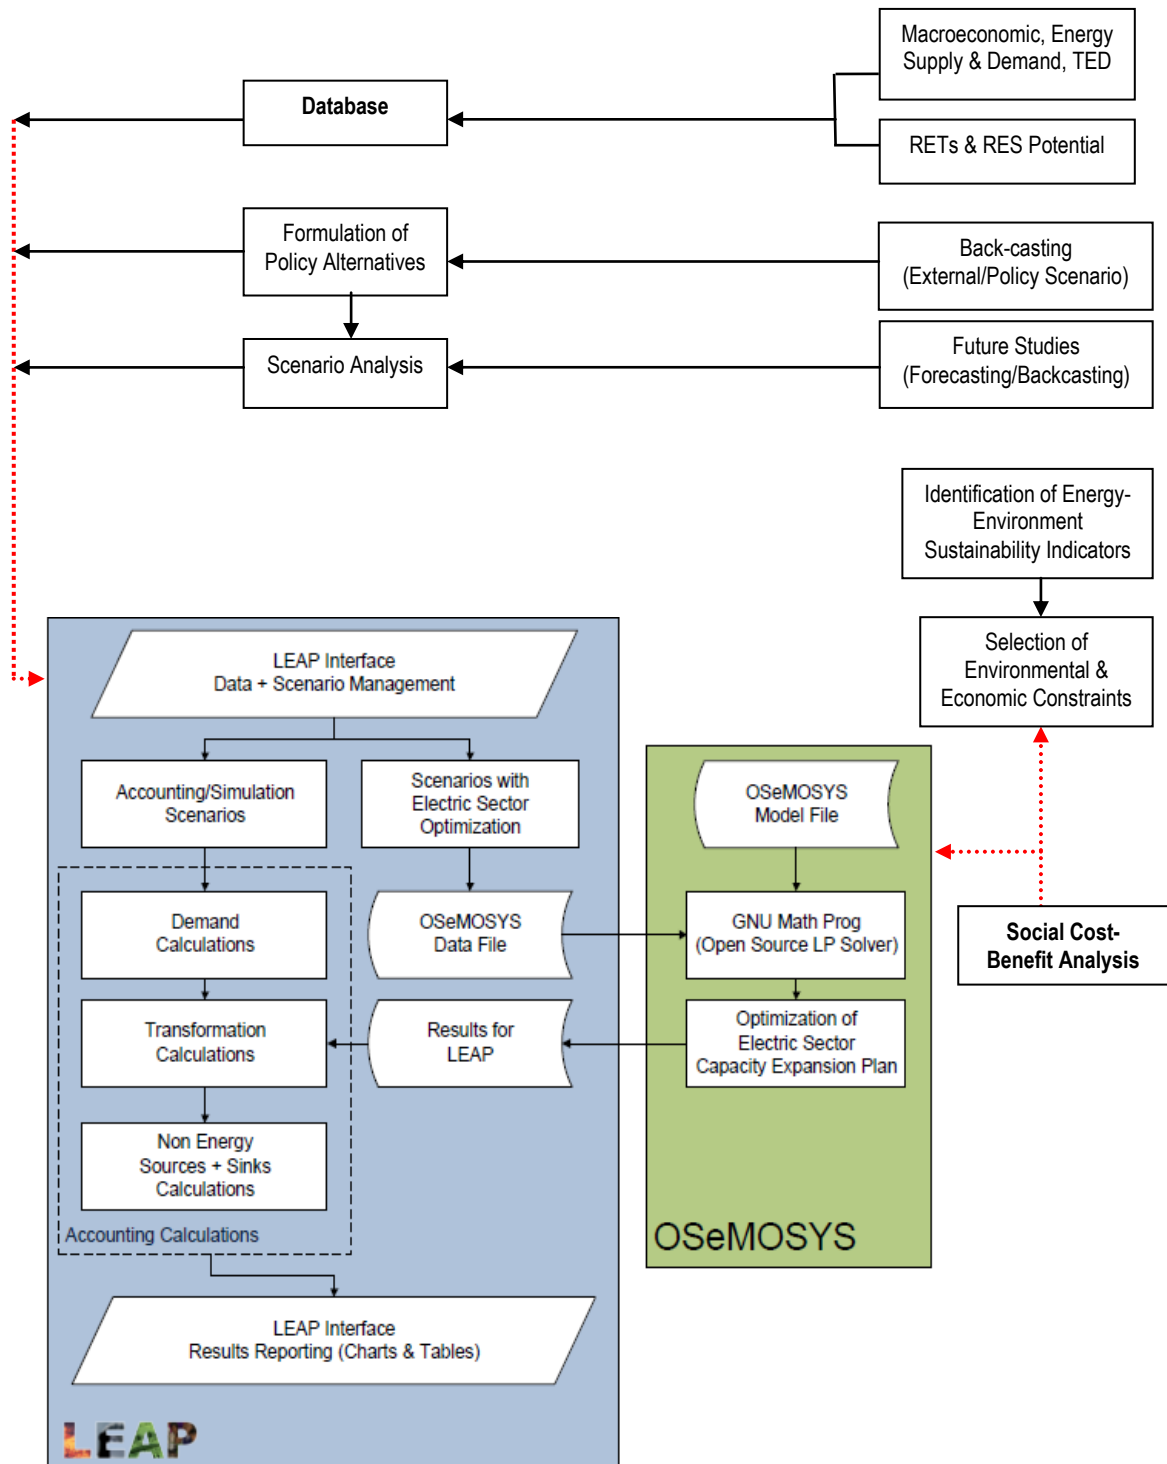 Macroeconomic, Energy
Supply & Demand, TED
Database
RETs & RES Potential
Formulation of
Policy Alternatives
Back-casting
(External/Policy Scenario)
Scenario Analysis
Future Studies
(Forecasting/Backcasting)
Identification of Energy-
Environment
Sustainability Indicators
Selection of
Environmental &
Economic Constraints
LEAP Interface
Data + Scenario Management
Accounting/Simulation
Scenarios
Scenarios with
Electric Sector
Optimization
OSeMOSYS
Model File
Demand
Calculations
OSeMOSYS
Data File
GNU Math Prog
(Open Source LP Solver)
Social Cost-
Benefit Analysis
Transformation
Calculations
Results for
LEAP
Optimization of
Electric Sector
Capacity Expansion Plan
Non Energy
Sources + Sinks
Calculations
Accounting Calculations
OSeMOSYS
LEAP Interface
Results Reporting (Charts & Tables)
LEAP